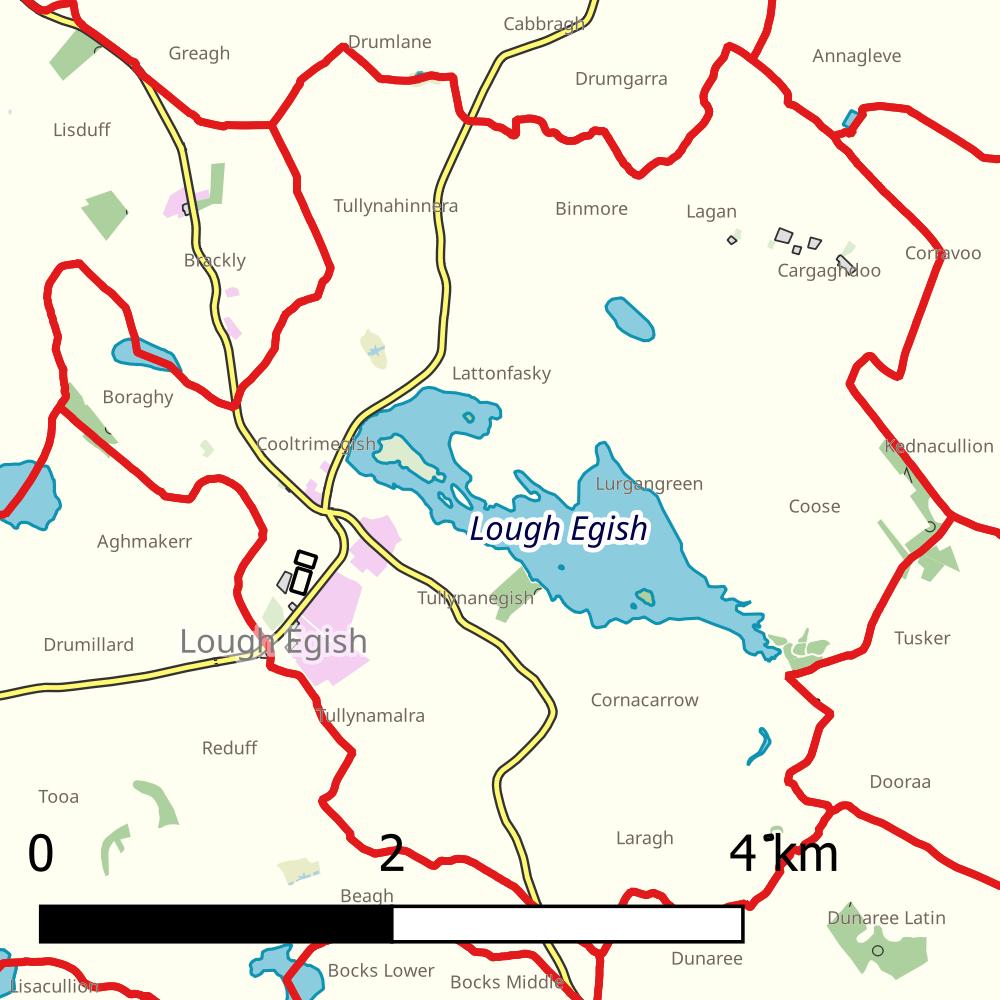 Cabbragh
Drumlane
Greagh
Annagleve
Drumgarra
Lisduff
Tullynahinnera
Binmore
Lagan
Corravoo
Brackly
Cargaghdoo
Lattonfasky
Boraghy
Cooltrimegish
Kednacullion
Lurgangreen
Coose
Lough Egish
Aghmakerr
Tullynanegish
Drumillard
Lough Egish
Tusker
Cornacarrow
Tullynamalra
Reduff
Dooraa
Tooa
Laragh
0 2 4 km
Beagh
Dunaree Latin
Dunaree
Bocks Lower
Bocks Middle
Lisacullion